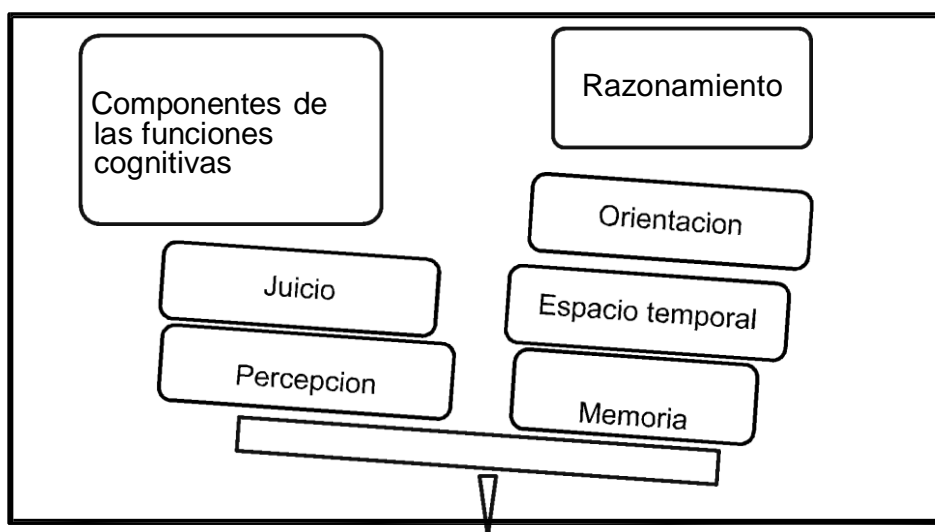 Componentes de
las funciones
cognitivas
Razonamiento
Orientacion
Juicio
Espacio temporal
Percepcion
Memoria